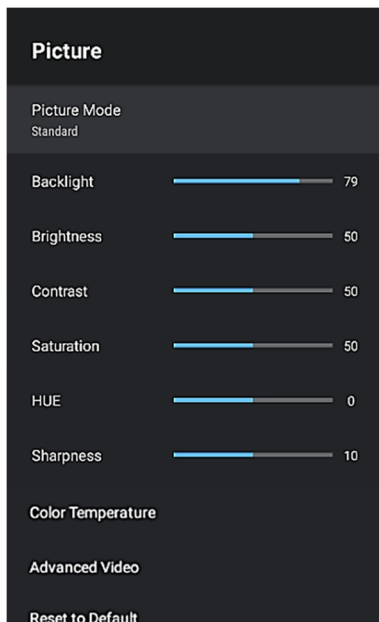 Picture
Picture Mode
Standard
Backlight 79
Brightness 50
Contrast 50
Saturation 50
HUE 0
Sharpness 10
Color Temperature
Advanced Video
Reset to Default